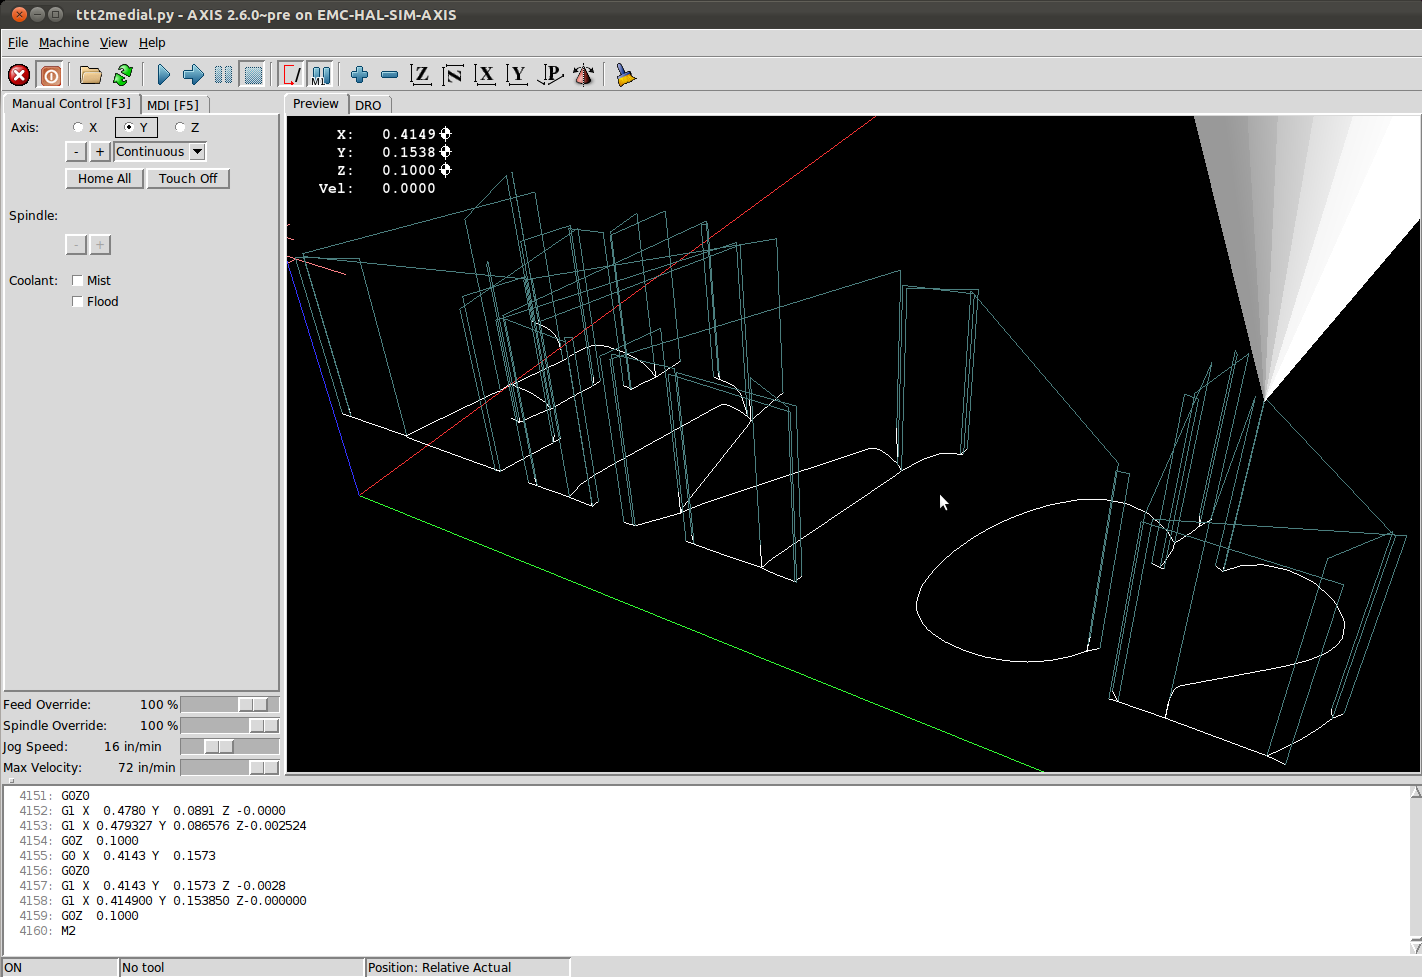 ttt2medial.py - AXIS 2.6.0~pre on EMC-HAL-SIM-AXIS
File Machine View Help
Z N X Y P
M1
Manual Control [F3] MDI [F5]
Preview DRO
Axis: X Y Z
- + Continuous
Home All Touch Off
Spindle:
- +
Coolant: Mist
Flood
X: 0.4149
Y: 0.1538
Z: 0.1000
Vel: 0.0000
Feed Override: 100 %
Spindle Override: 100 %
Jog Speed: 16 in/min
Max Velocity: 72 in/min
4151: G0Z0
4152: G1 X  0.4780 Y  0.0891 Z -0.0000
4153: G1 X 0.479327 Y 0.086576 Z-0.002524
4154: G0Z  0.1000
4155: G0 X  0.4143 Y  0.1573
4156: G0Z0
4157: G1 X  0.4143 Y  0.1573 Z -0.0028
4158: G1 X 0.414900 Y 0.153850 Z-0.000000
4159: G0Z  0.1000
4160: M2
ON No tool Position: Relative Actual